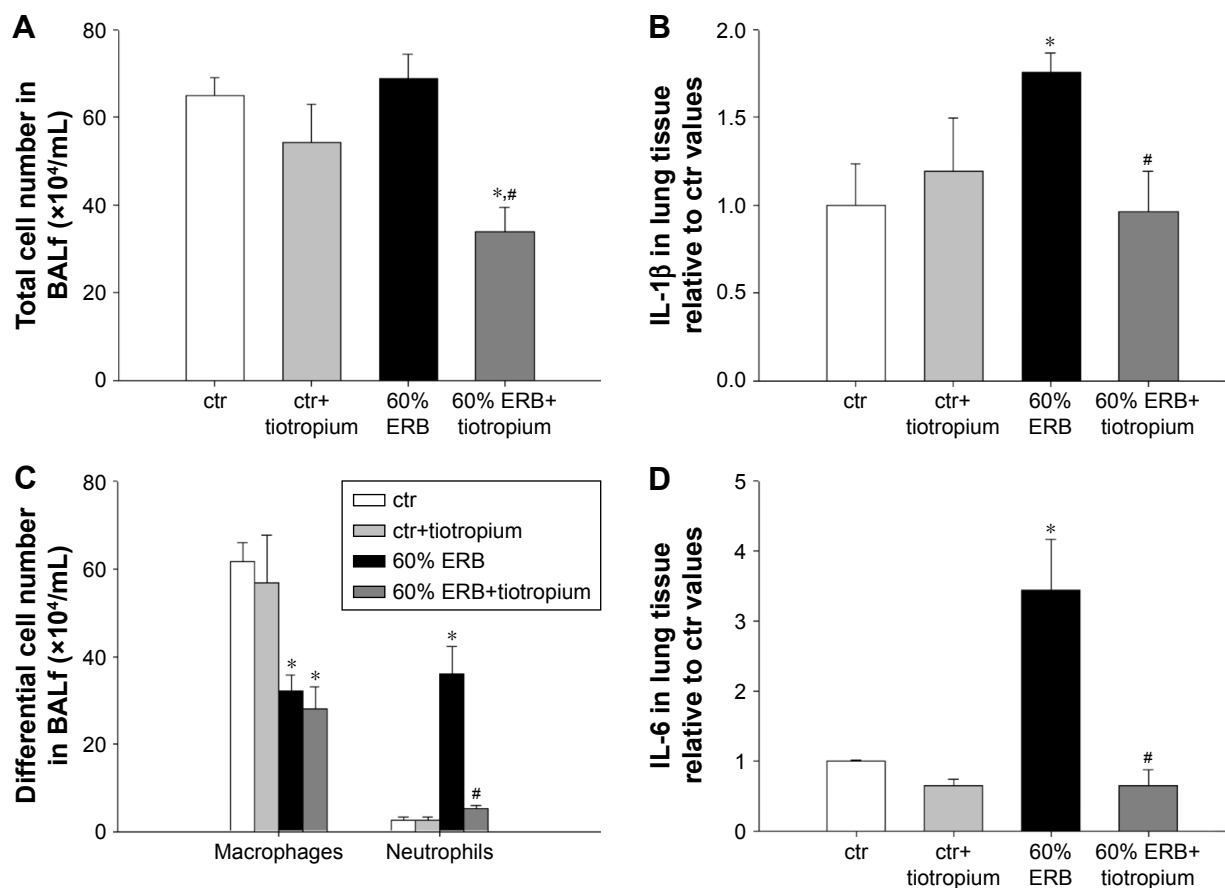 A
Total cell number in
BALf (×10⁴/mL)
80
60
40
20
0
*,#
ctr
ctr+
tiotropium
60%
ERB
60% ERB+
tiotropium
B
IL-1β in lung tissue
relative to ctr values
2.0
1.5
1.0
0.5
0.0
*
#
ctr
ctr+
tiotropium
60%
ERB
60% ERB+
tiotropium
C
Differential cell number
in BALf (×10⁴/mL)
80
60
40
20
0
ctr
ctr+tiotropium
60% ERB
60% ERB+tiotropium
*
*
*
#
Macrophages
Neutrophils
D
IL-6 in lung tissue
relative to ctr values
5
4
3
2
1
0
*
#
ctr
ctr+
tiotropium
60%
ERB
60% ERB+
tiotropium